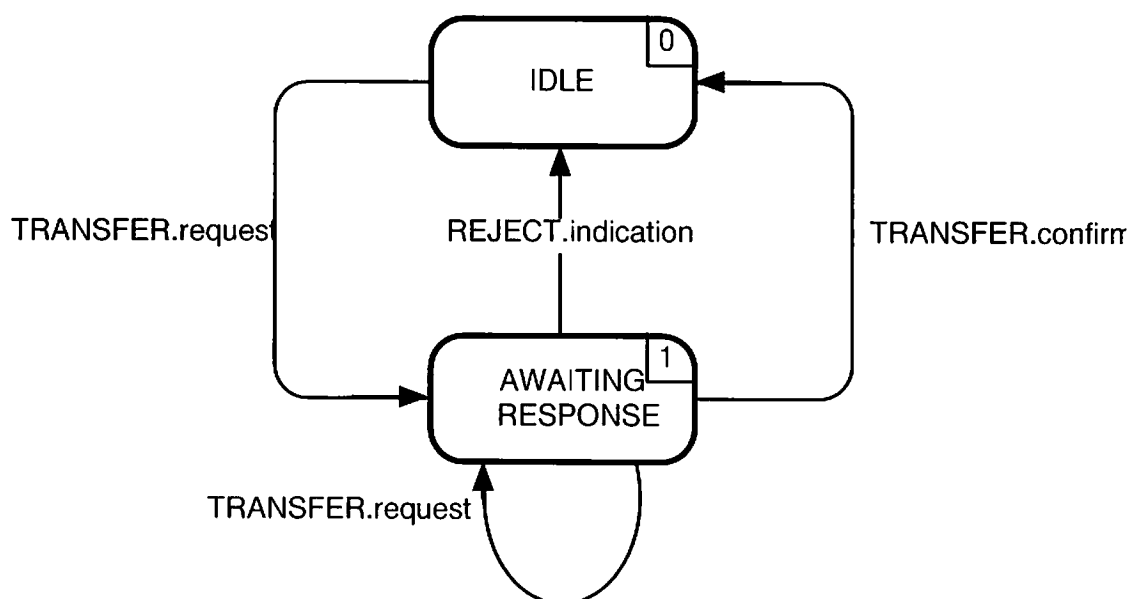 0
IDLE
TRANSFER.request
REJECT.indication
TRANSFER.confirm
1
AWAITING
RESPONSE
TRANSFER.request